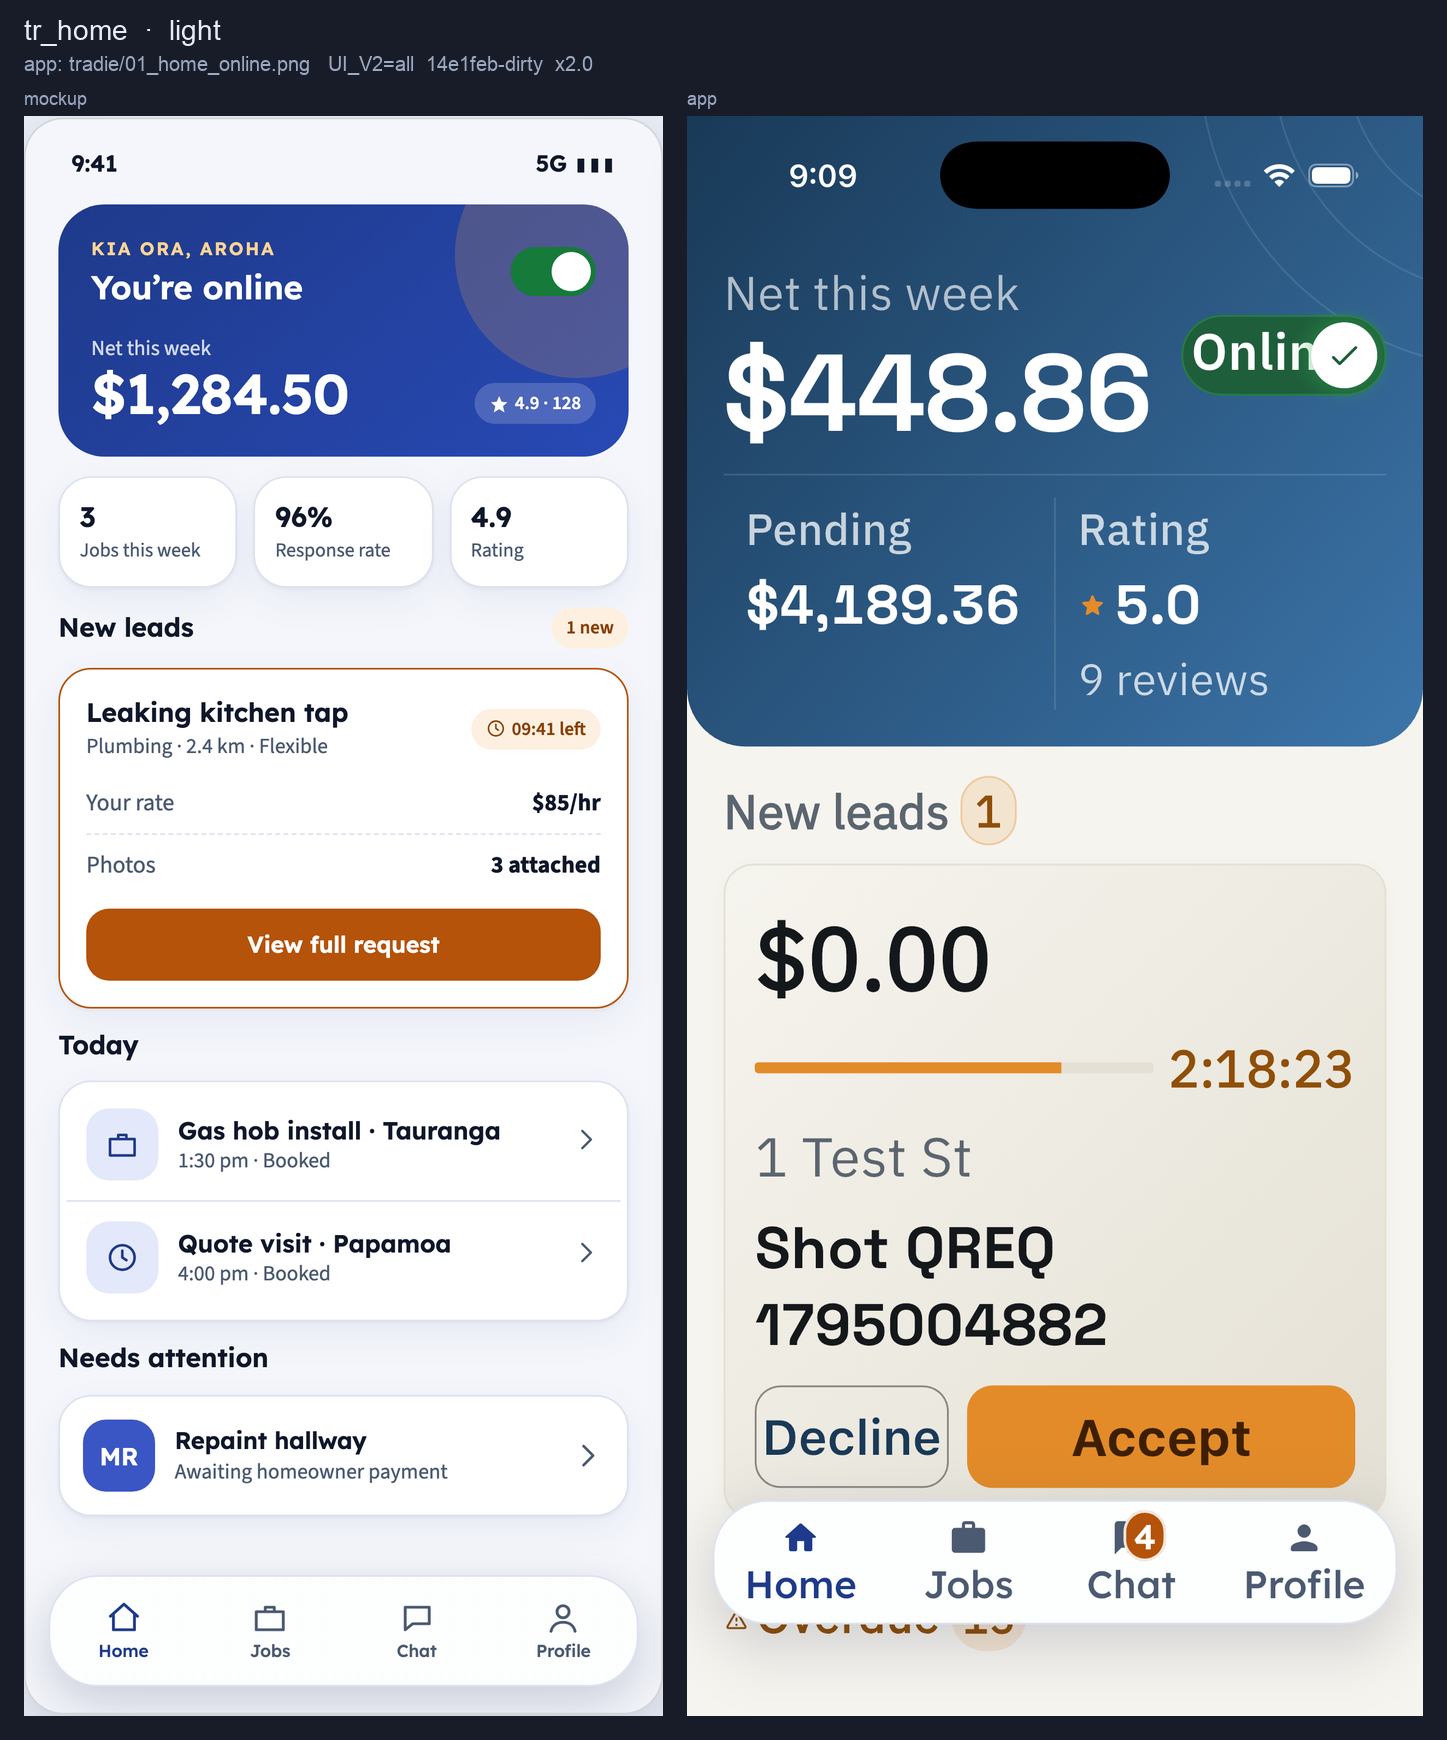 tr_home · light
app: tradie/01_home_online.png UI_V2=all 14e1feb-dirty x2.0
mockup
9:41
5G
KIA ORA, AROHA
You're online
Net this week
$1,284.50
4.9 · 128
3
Jobs this week
96%
Response rate
4.9
Rating
New leads
1 new
Leaking kitchen tap
Plumbing · 2.4 km · Flexible
09:41 left
Your rate
$85/hr
Photos
3 attached
View full request
Today
Gas hob install · Tauranga
1:30 pm · Booked
Quote visit · Papamoa
4:00 pm · Booked
Needs attention
MR
Repaint hallway
Awaiting homeowner payment
Home
Jobs
Chat
Profile
app
9:09
Net this week
$448.86
Onlin
Pending
$4,189.36
Rating
5.0
9 reviews
New leads 1
$0.00
2:18:23
1 Test St
Shot QREQ
1795004882
Decline
Accept
4
Home
Jobs
Chat
Profile